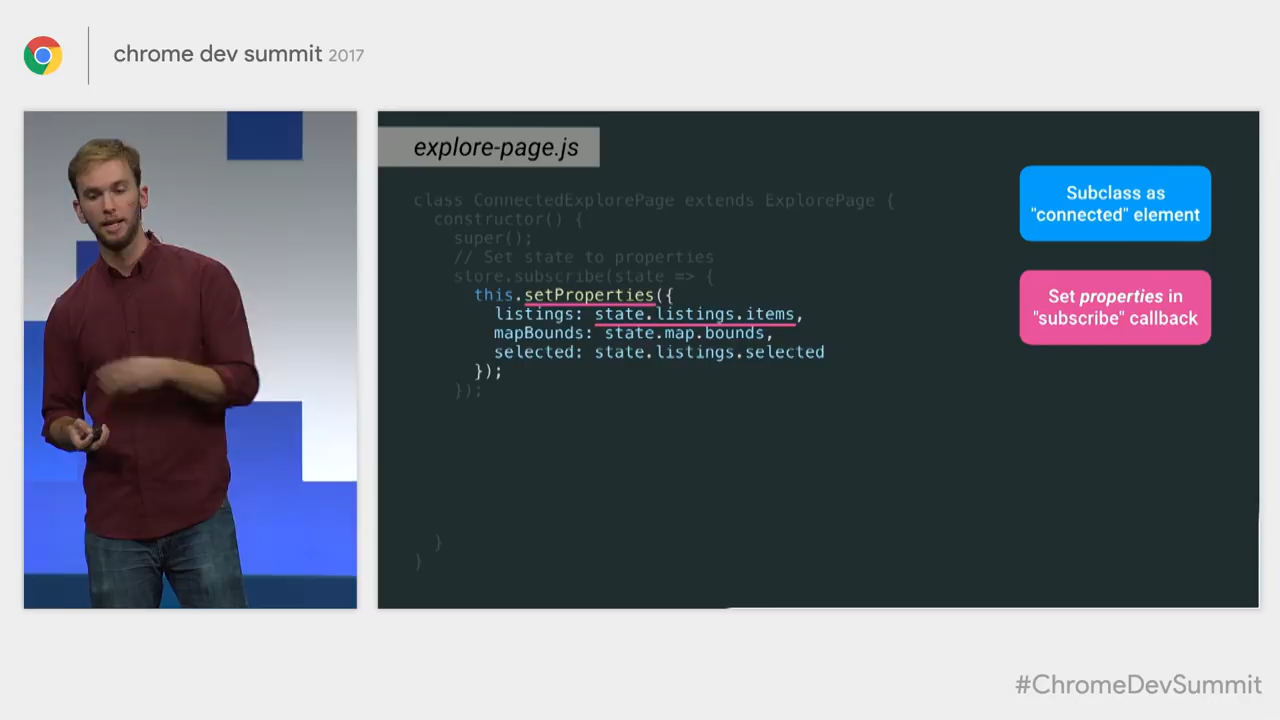 chrome dev summit 2017
explore-page.js
class ConnectedExplorePage extends ExplorePage {
constructor() {
super();
// Set state to properties
store.subscribe(state => {
this.setProperties({
listings: state.listings.items,
mapBounds: state.map.bounds,
selected: state.listings.selected
});
});
}
}
Subclass as
"connected" element
Set properties in
"subscribe" callback
#ChromeDevSummit